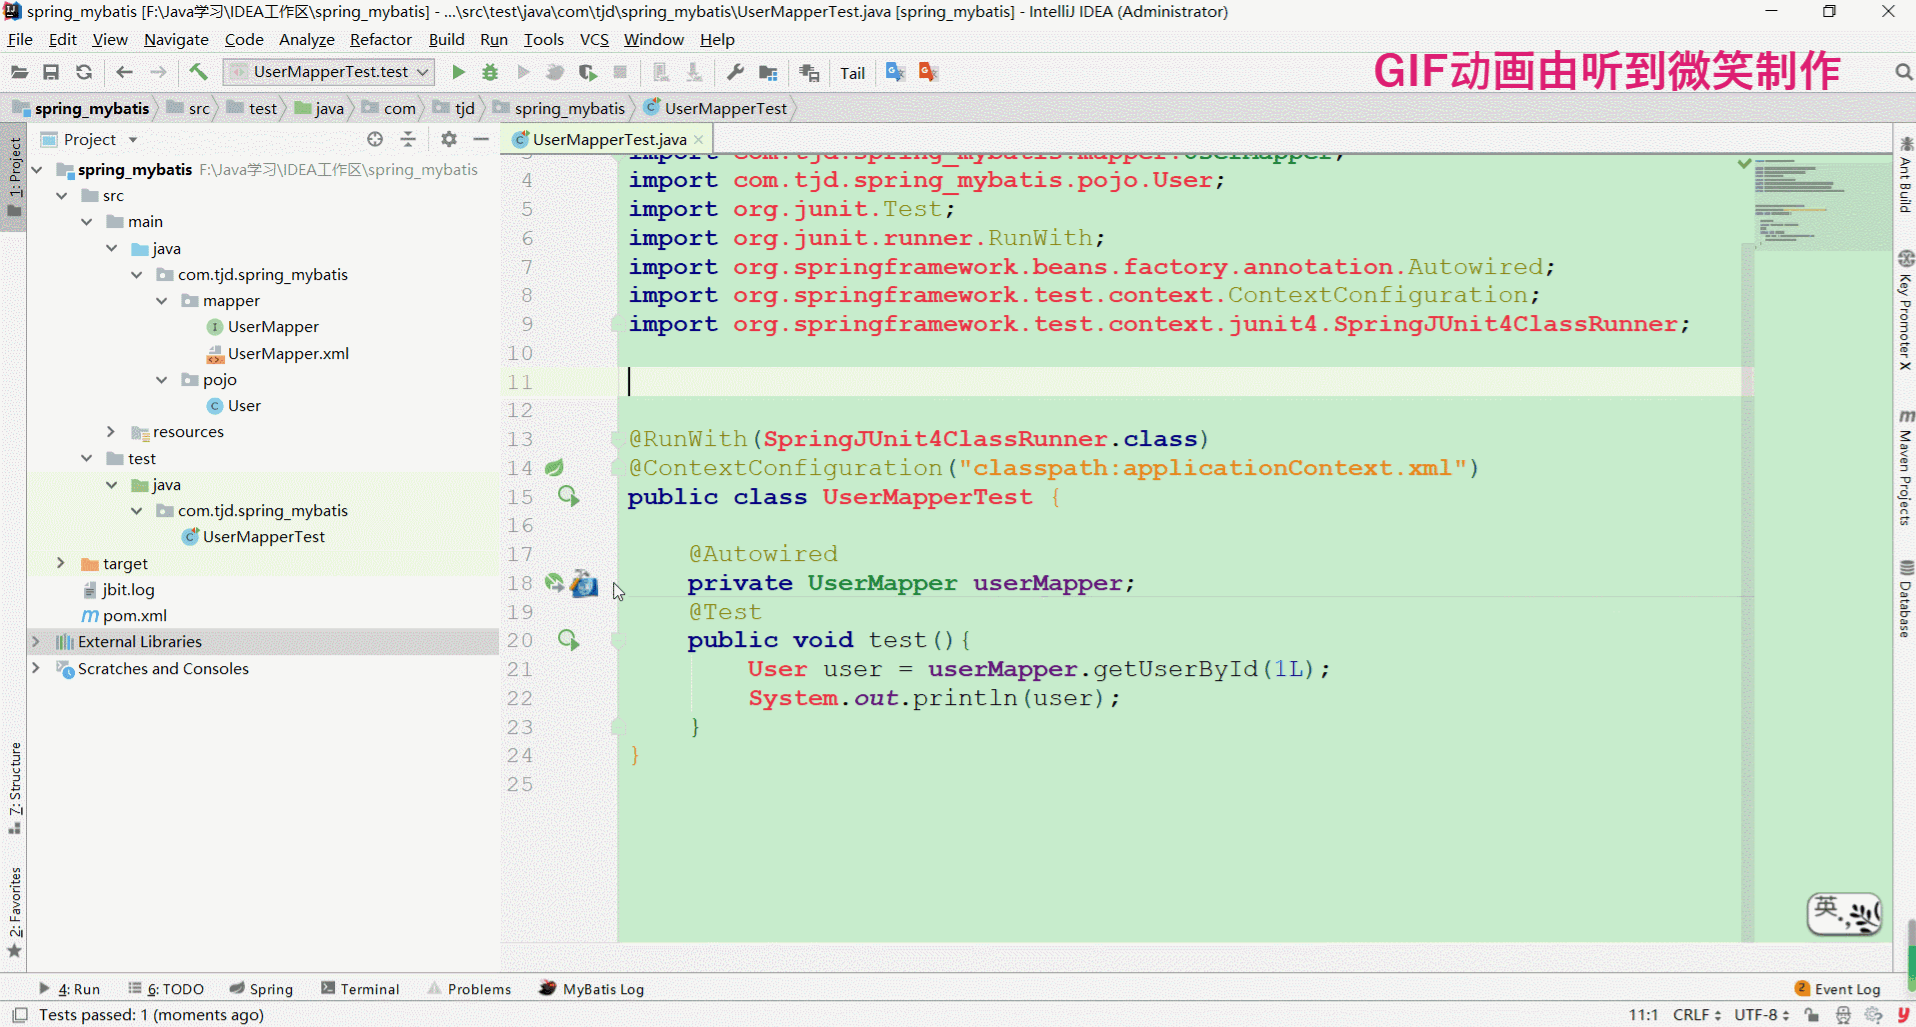 spring_mybatis [F:\Java学习\IDEA工作区\spring_mybatis] - ...\src\test\java\com\tjd\spring_mybatis\UserMapperTest.java [spring_mybatis] - IntelliJ IDEA (Administrator)
File Edit View Navigate Code Analyze Refactor Build Run Tools VCS Window Help
UserMapperTest.test Tail
GIF动画由听到微笑制作
spring_mybatis src test java com tjd spring_mybatis UserMapperTest
Project
UserMapperTest.java
1: Project
7: Structure
2: Favorites
spring_mybatis F:\Java学习\IDEA工作区\spring_mybatis
src
main
java
com.tjd.spring_mybatis
mapper
UserMapper
UserMapper.xml
pojo
User
resources
test
java
com.tjd.spring_mybatis
UserMapperTest
target
jbit.log
pom.xml
External Libraries
Scratches and Consoles
import com.tjd.spring_mybatis.mapper.UserMapper;
4 import com.tjd.spring_mybatis.pojo.User;
5 import org.junit.Test;
6 import org.junit.runner.RunWith;
7 import org.springframework.beans.factory.annotation.Autowired;
8 import org.springframework.test.context.ContextConfiguration;
9 import org.springframework.test.context.junit4.SpringJUnit4ClassRunner;
10
11
12
13 @RunWith(SpringJUnit4ClassRunner.class)
14 @ContextConfiguration("classpath:applicationContext.xml")
15 public class UserMapperTest {
16
17 @Autowired
18 private UserMapper userMapper;
19 @Test
20 public void test(){
21 User user = userMapper.getUserById(1L);
22 System.out.println(user);
23 }
24 }
25
Ant Build
Key Promoter X
Maven Projects
Database
英
4: Run 6: TODO Spring Terminal Problems MyBatis Log 2 Event Log
Tests passed: 1 (moments ago) 11:1 CRLF UTF-8